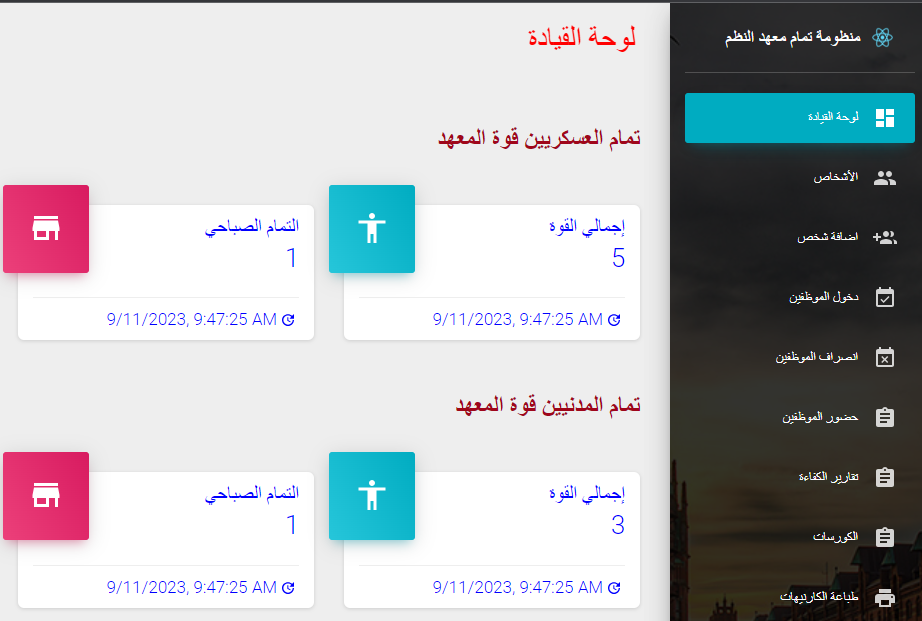 منظومة تمام معهد النظم
لوحة القيادة
الأشخاص
اضافة شخص
دخول الموظفين
انصراف الموظفين
حضور الموظفين
تقارير الكفاءة
الكورسات
طباعة الكارنيهات
لوحة القيادة
تمام العسكريين قوة المعهد
إجمالي القوة
5
9/11/2023, 9:47:25 AM
التمام الصباحي
1
9/11/2023, 9:47:25 AM
تمام المدنيين قوة المعهد
إجمالي القوة
3
9/11/2023, 9:47:25 AM
التمام الصباحي
1
9/11/2023, 9:47:25 AM